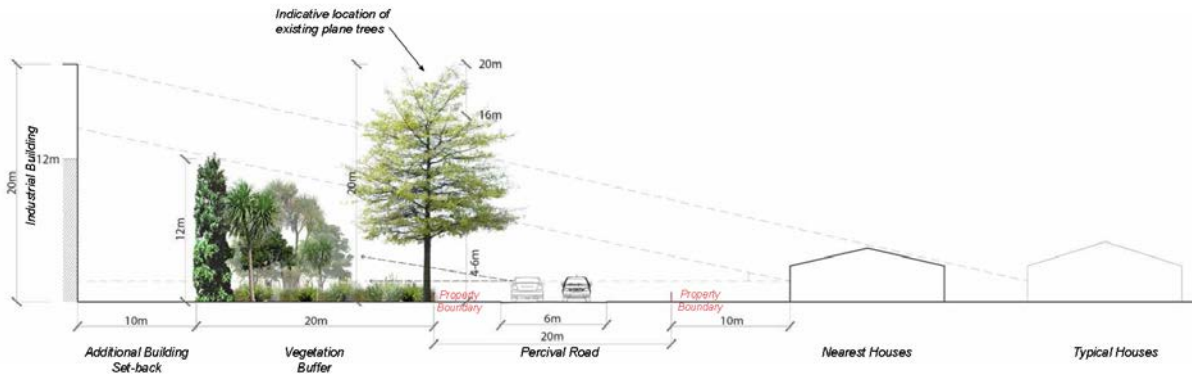 Indicative location of
existing plane trees
20m
16m
20m
Industrial Building
12m
12m
20m
4-6m
Property
Boundary
Property
Boundary
10m
20m
6m
10m
20m
Additional Building
Set-back
Vegetation
Buffer
Percival Road
Nearest Houses
Typical Houses